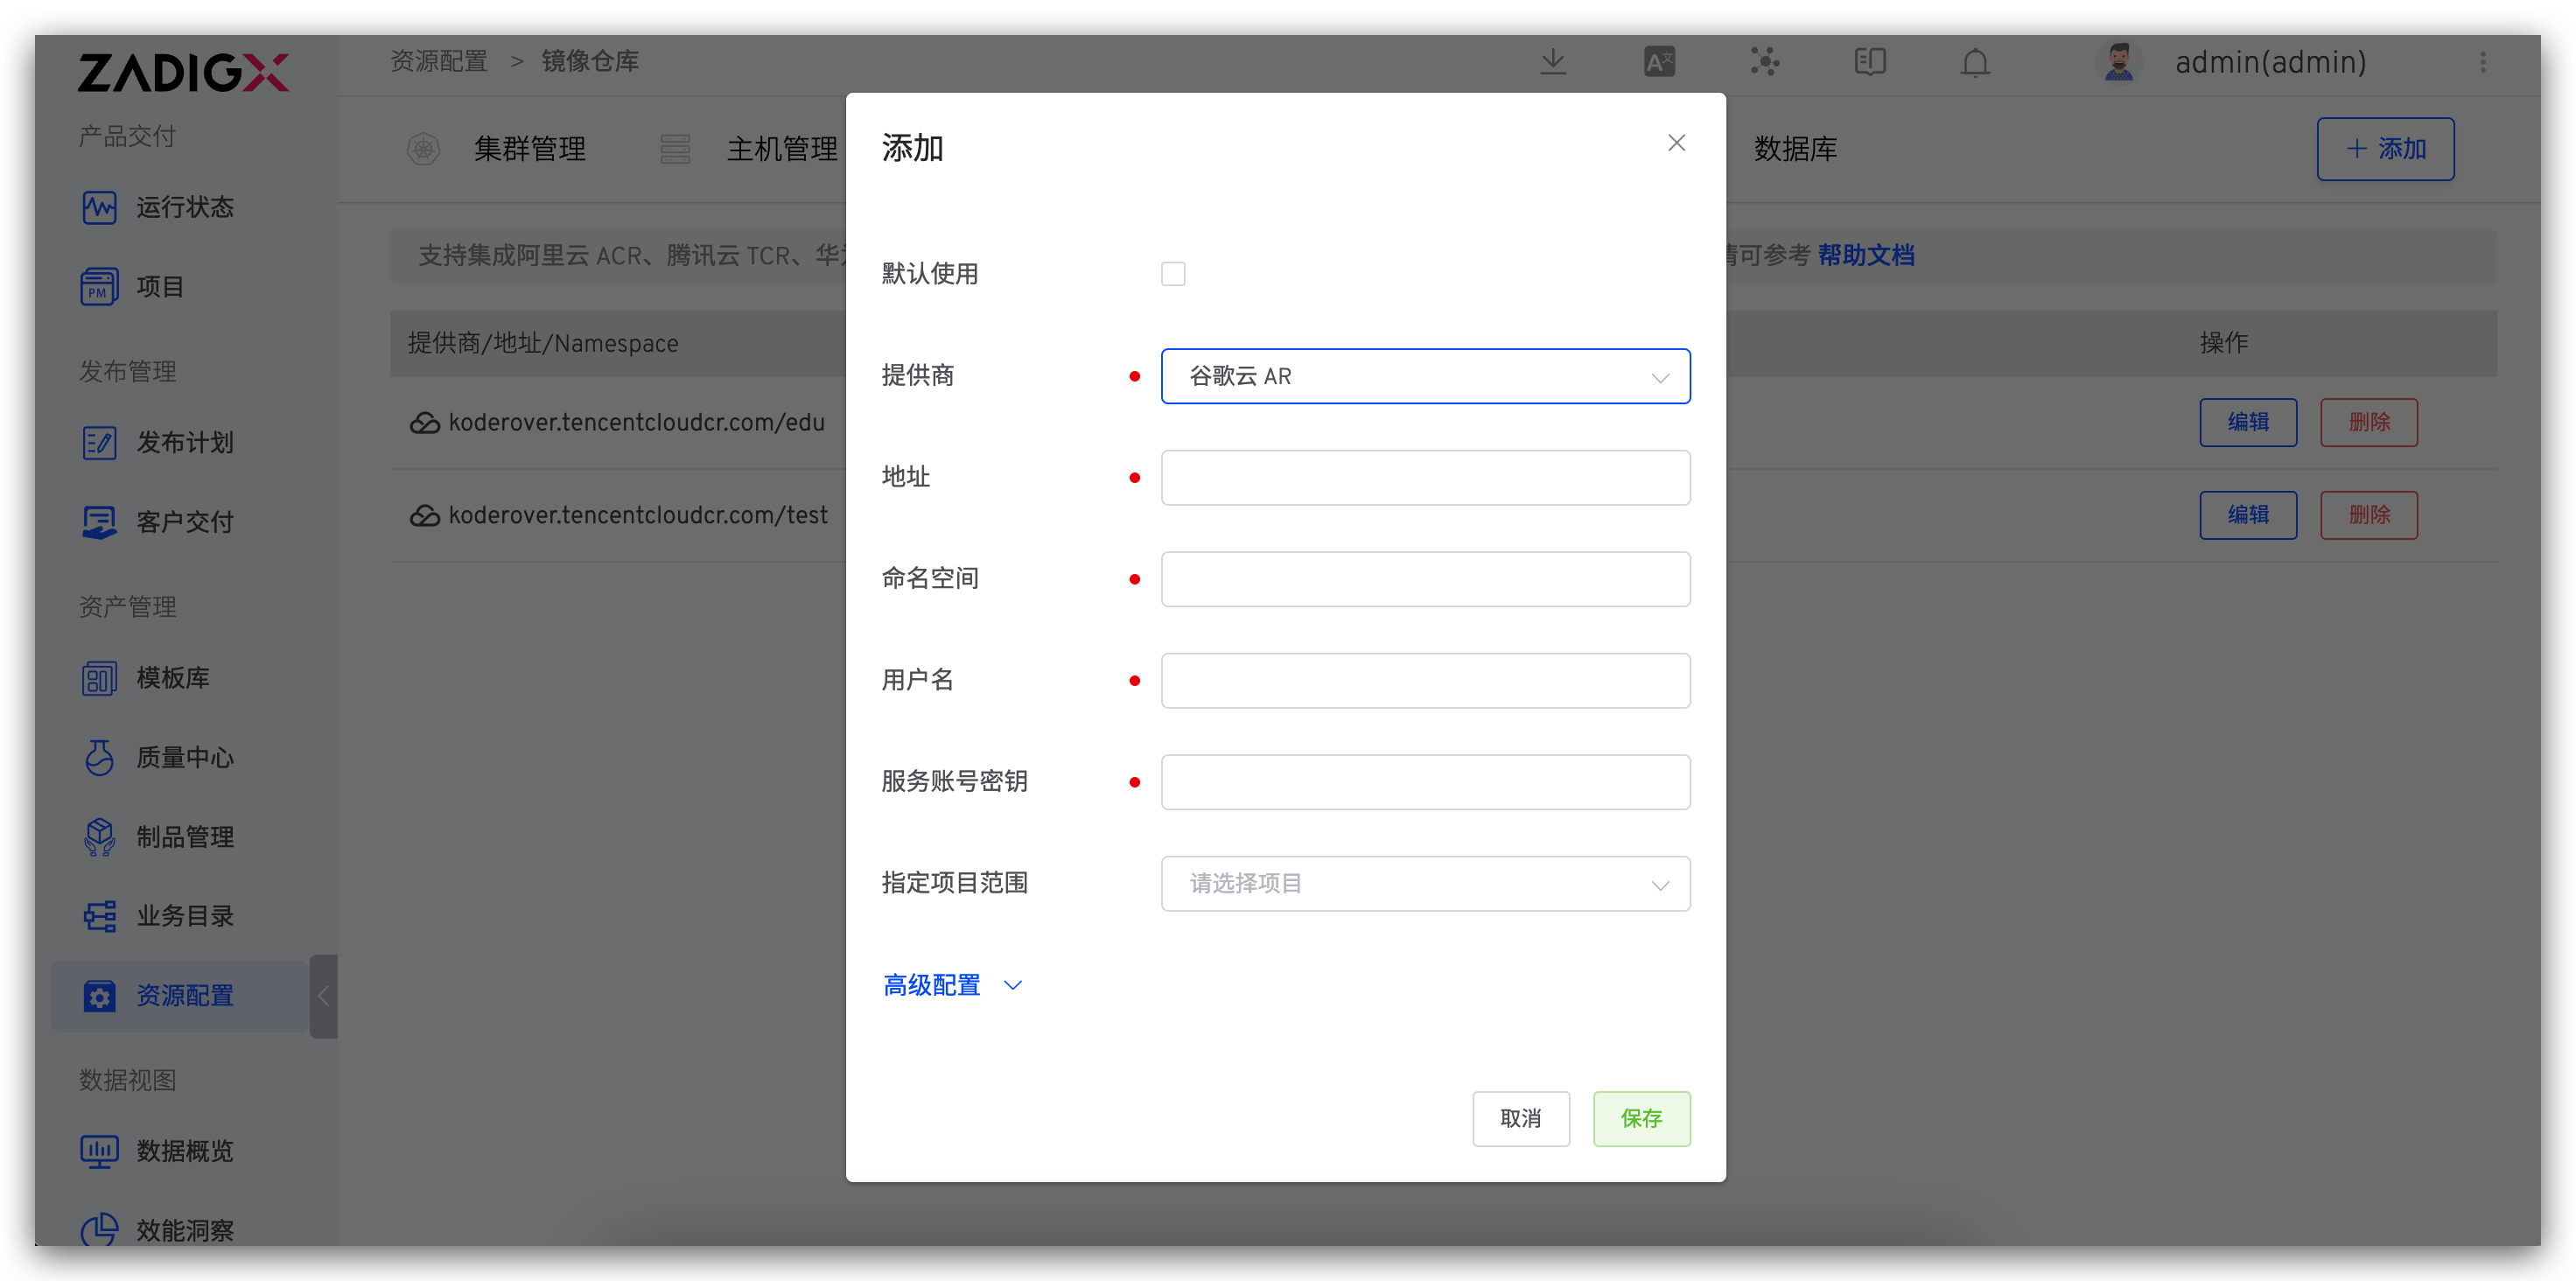 ZADIGX
资源配置 > 镜像仓库
A文
admin(admin)
产品交付
运行状态
PM
项目
发布管理
发布计划
客户交付
资产管理
模板库
质量中心
制品管理
业务目录
资源配置
数据视图
数据概览
效能洞察
集群管理
主机管理
数据库
+ 添加
支持集成阿里云 ACR、腾讯云 TCR、华
可参考 帮助文档
提供商/地址/Namespace
操作
koderover.tencentcloudcr.com/edu
编辑
删除
koderover.tencentcloudcr.com/test
编辑
删除
添加
默认使用
提供商
谷歌云 AR
地址
命名空间
用户名
服务账号密钥
指定项目范围
请选择项目
高级配置
取消
保存